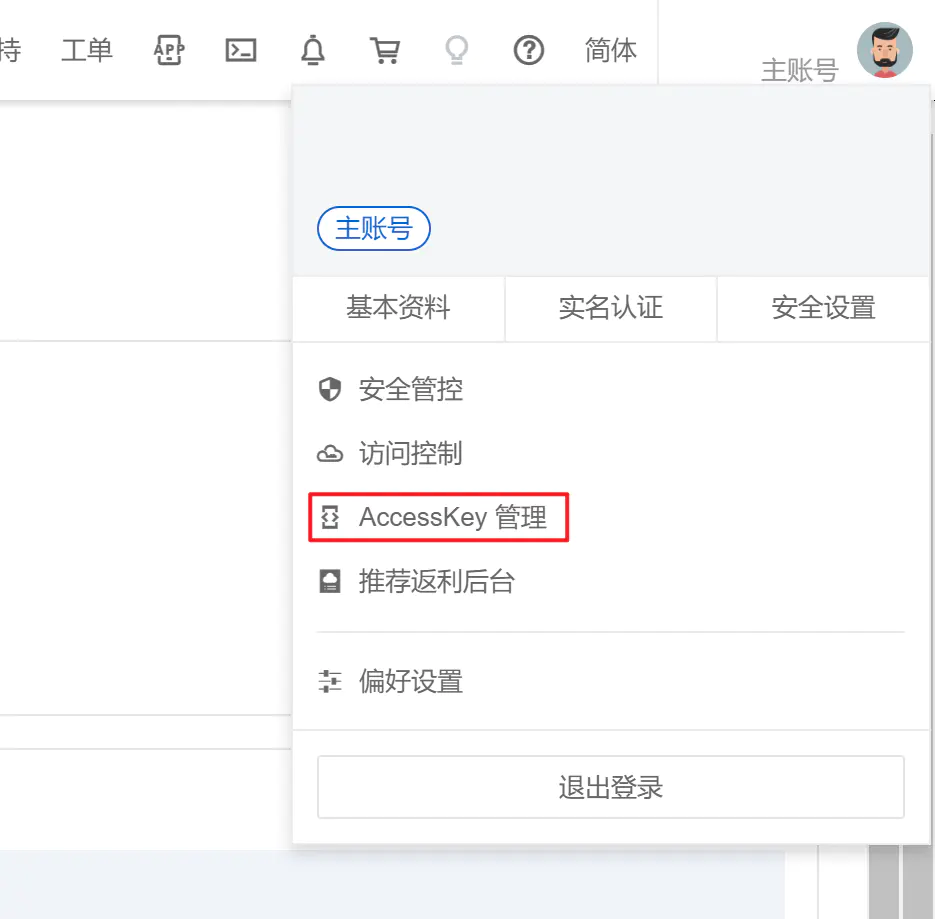 持 工单 APP 简体
主账号
主账号
基本资料 实名认证 安全设置
安全管控
访问控制
AccessKey 管理
推荐返利后台
偏好设置
退出登录